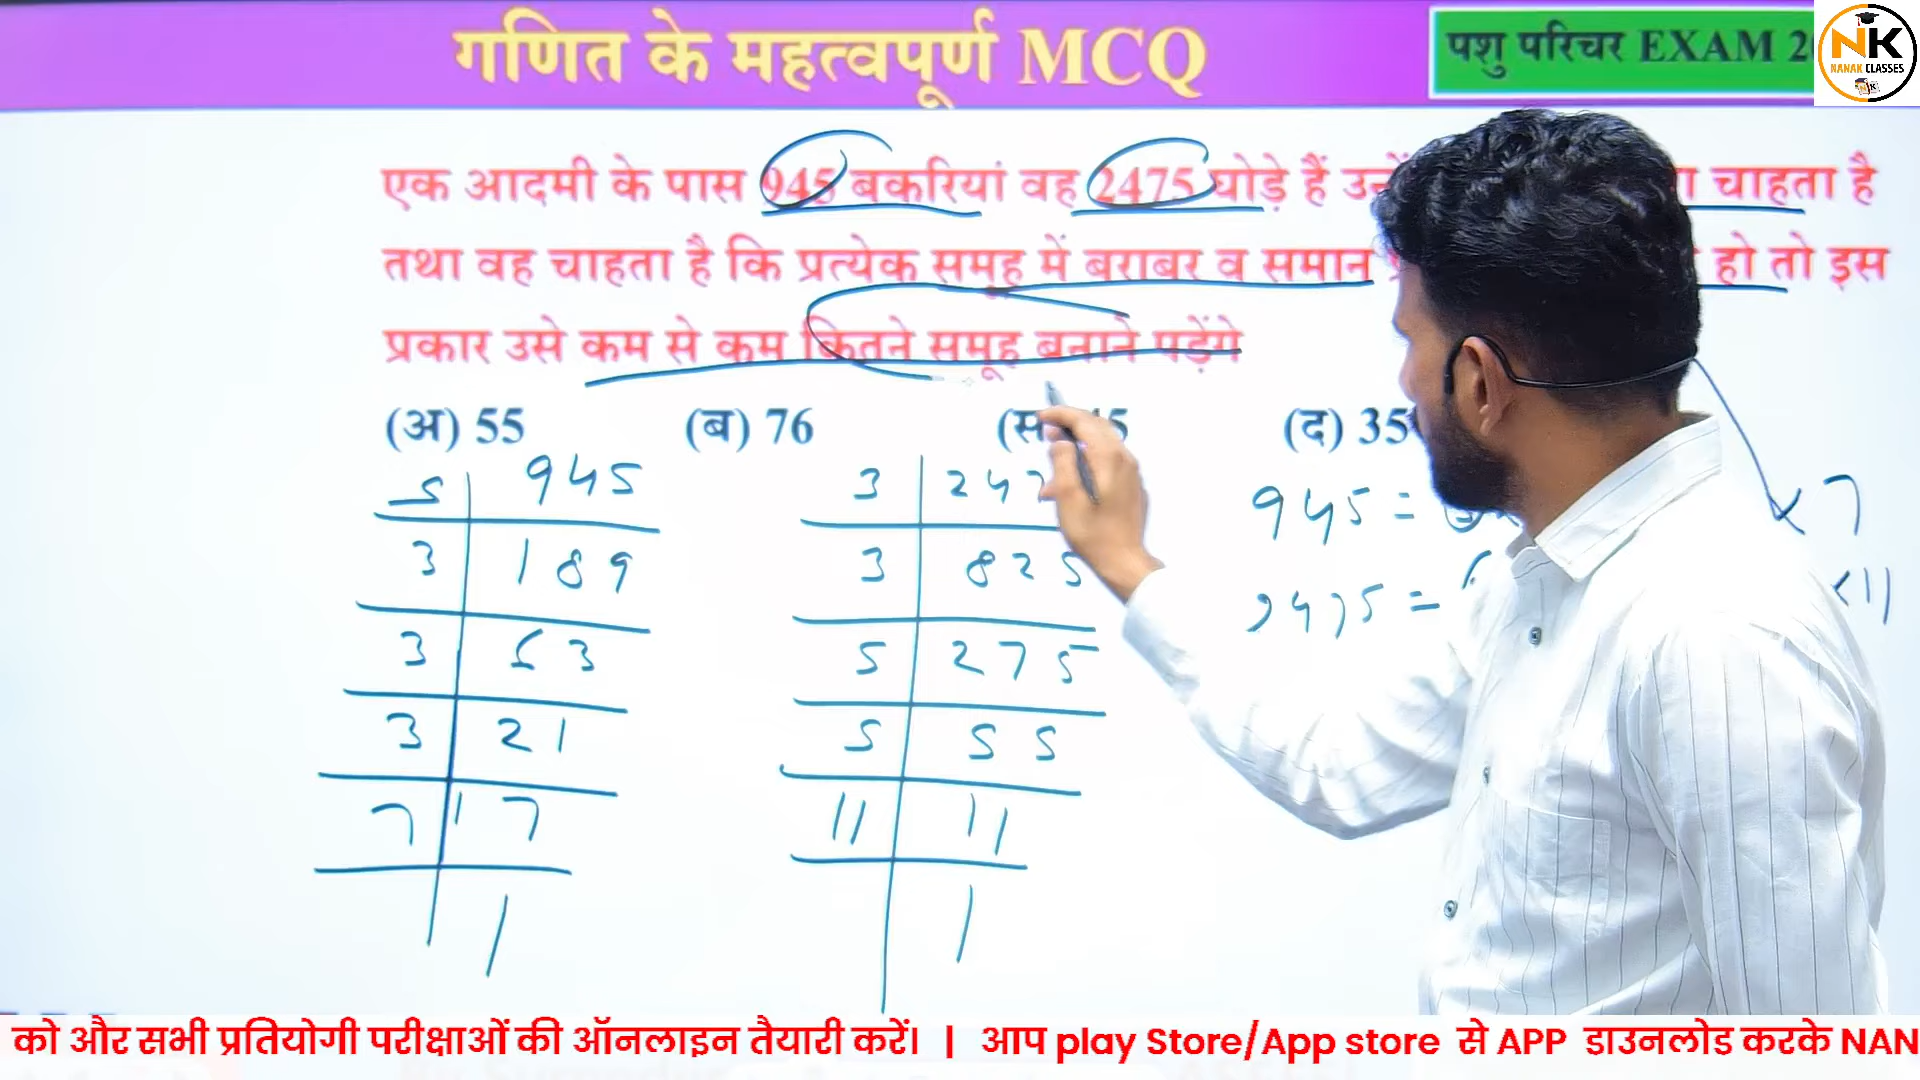 गणित के महत्वपूर्ण MCQ
पशु परिचर EXAM
NK
NANAK CLASSES
एक आदमी के पास 945 बकरियां वह 2475 घोड़े हैं चाहता है
तथा वह चाहता है कि प्रत्येक समूह में बराबर व समान हो तो इस
प्रकार उसे कम से कम कितने समूह बनाने पड़ेंगे
(अ) 55 (ब) 76 (स) (द) 35
5 945
3 189
3 63
3 21
7 7
1
3 247
3 825
5 275
5 55
11 11
1
945 = × 7
2475 = ×11
को और सभी प्रतियोगी परीक्षाओं की ऑनलाइन तैयारी करें। | आप play Store/App store से APP डाउनलोड करके NAN